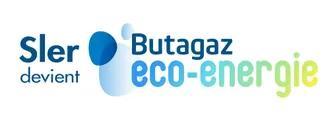 Sler
devient
Butagaz
eco-energie